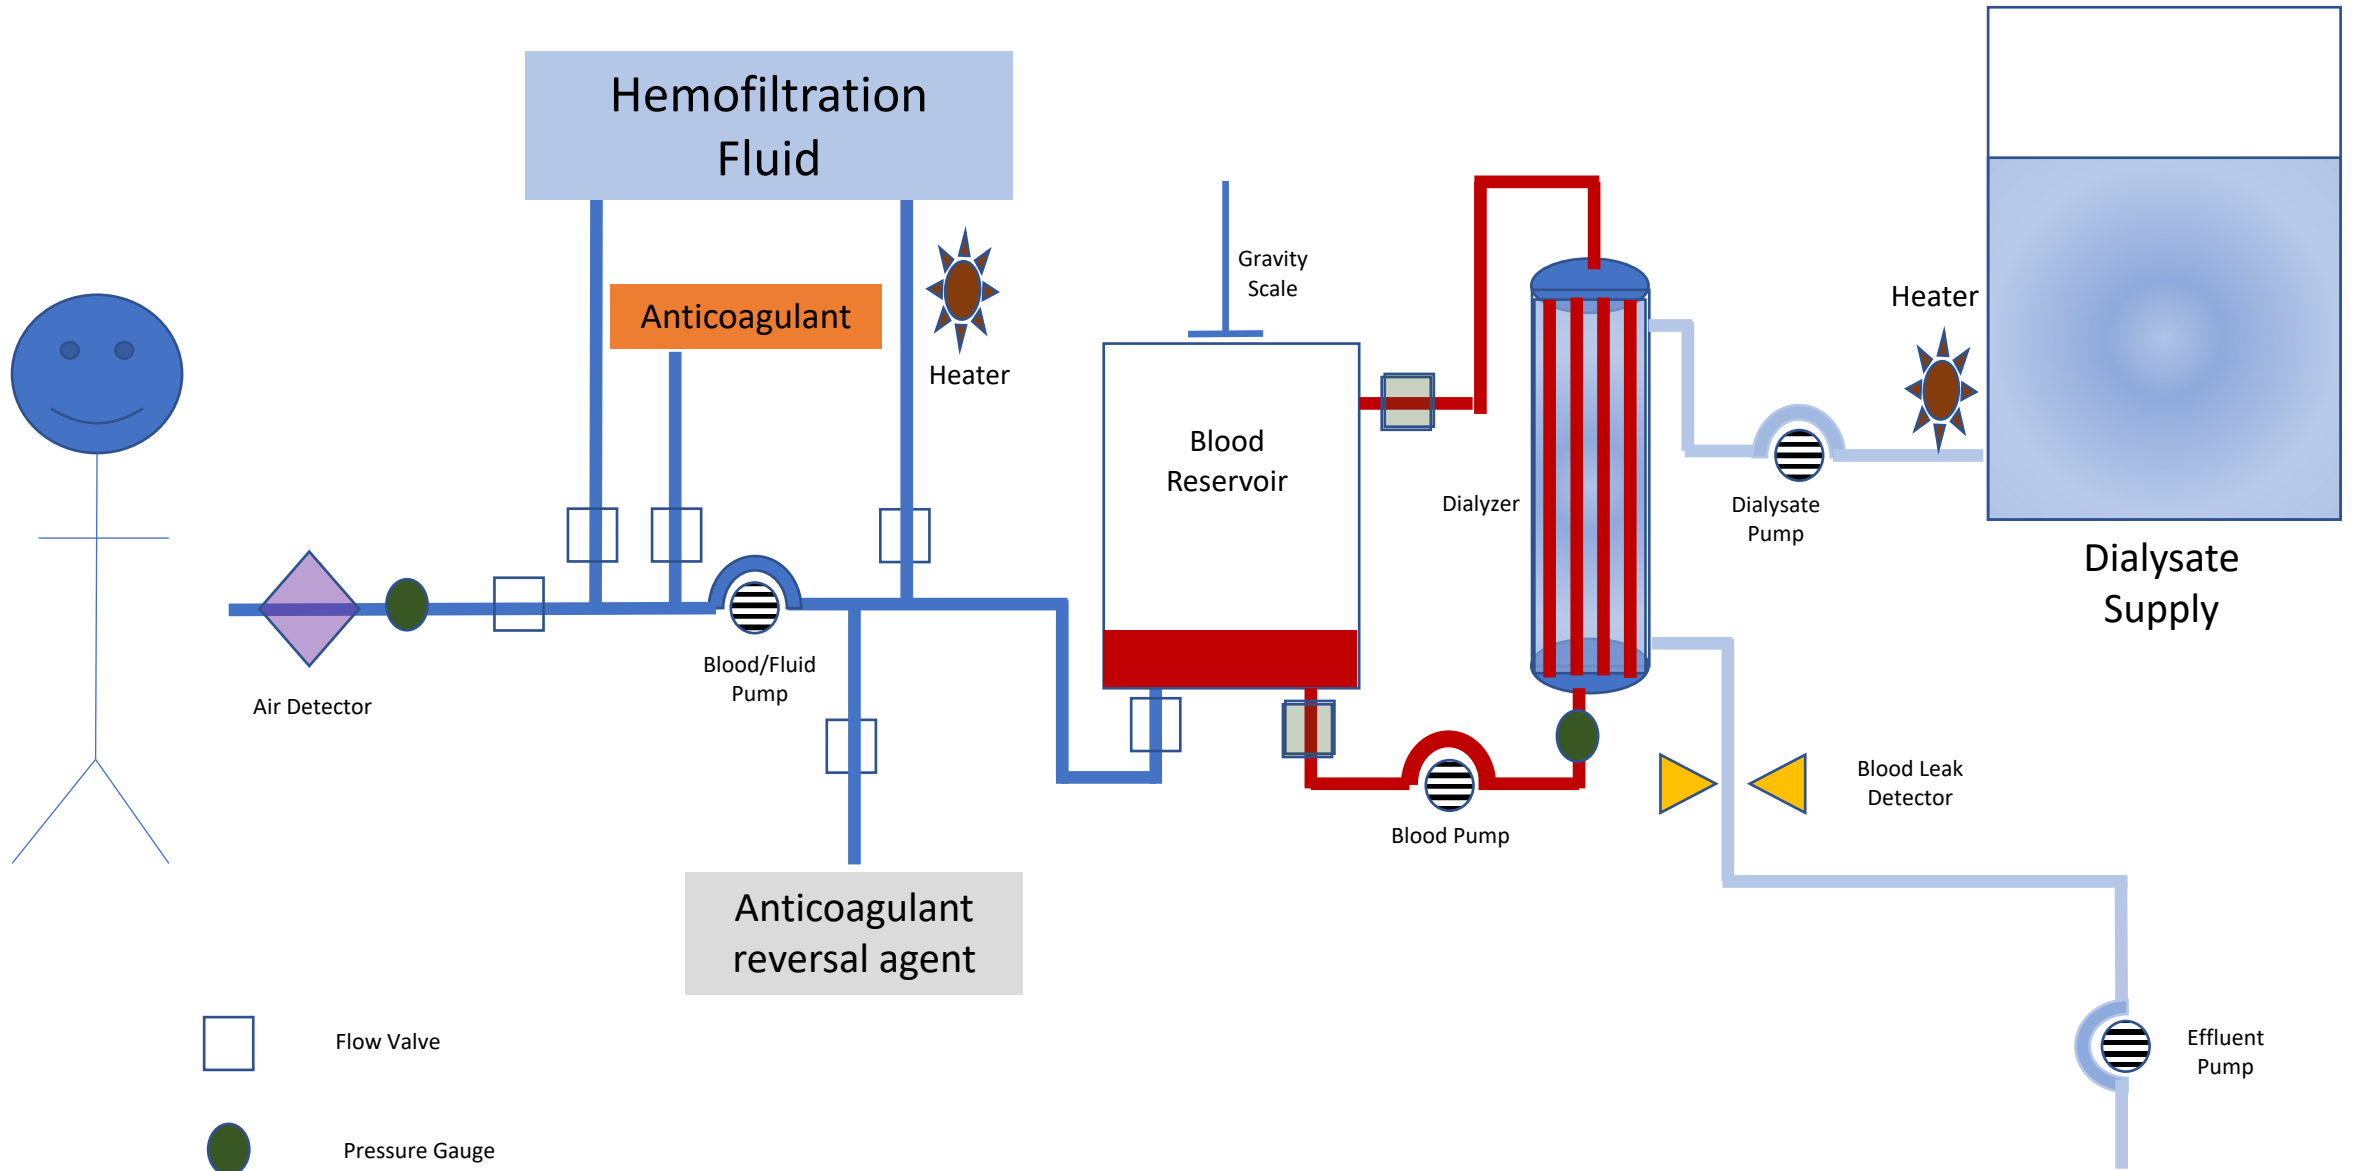 Hemofiltration
Fluid
Anticoagulant
Heater
Gravity
Scale
Blood
Reservoir
Dialyzer
Heater
Dialysate
Pump
Dialysate
Supply
Air Detector
Blood/Fluid
Pump
Blood Pump
Blood Leak
Detector
Anticoagulant
reversal agent
Flow Valve
Effluent
Pump
Pressure Gauge